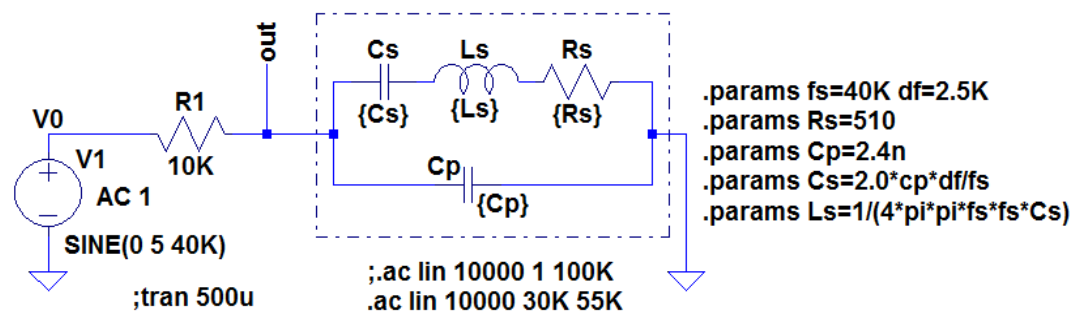 out
Cs
Ls
Rs
{Cs}
{Ls}
{Rs}
Cp
{Cp}
V0
R1
10K
V1
AC 1
SINE(0 5 40K)
;tran 500u
;.ac lin 10000 1 100K
.ac lin 10000 30K 55K
.params fs=40K df=2.5K
.params Rs=510
.params Cp=2.4n
.params Cs=2.0*cp*df/fs
.params Ls=1/(4*pi*pi*fs*fs*Cs)